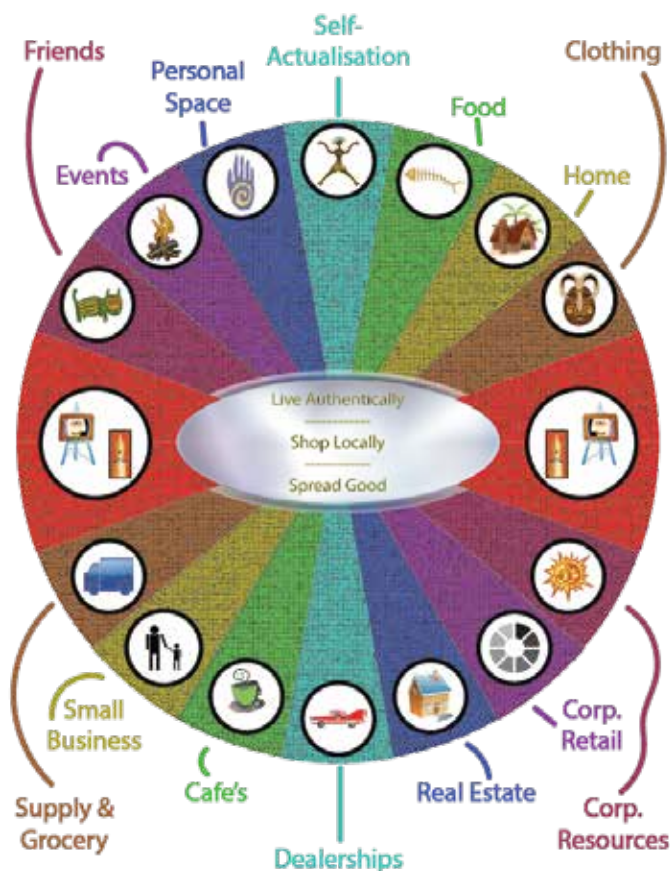 Self-
Actualisation
Friends
Clothing
Personal
Space
Food
Events
Home
Live Authentically
Shop Locally
Spread Good
Small
Business
Corp.
Retail
Cafe's
Real Estate
Supply &
Grocery
Corp.
Resources
Dealerships